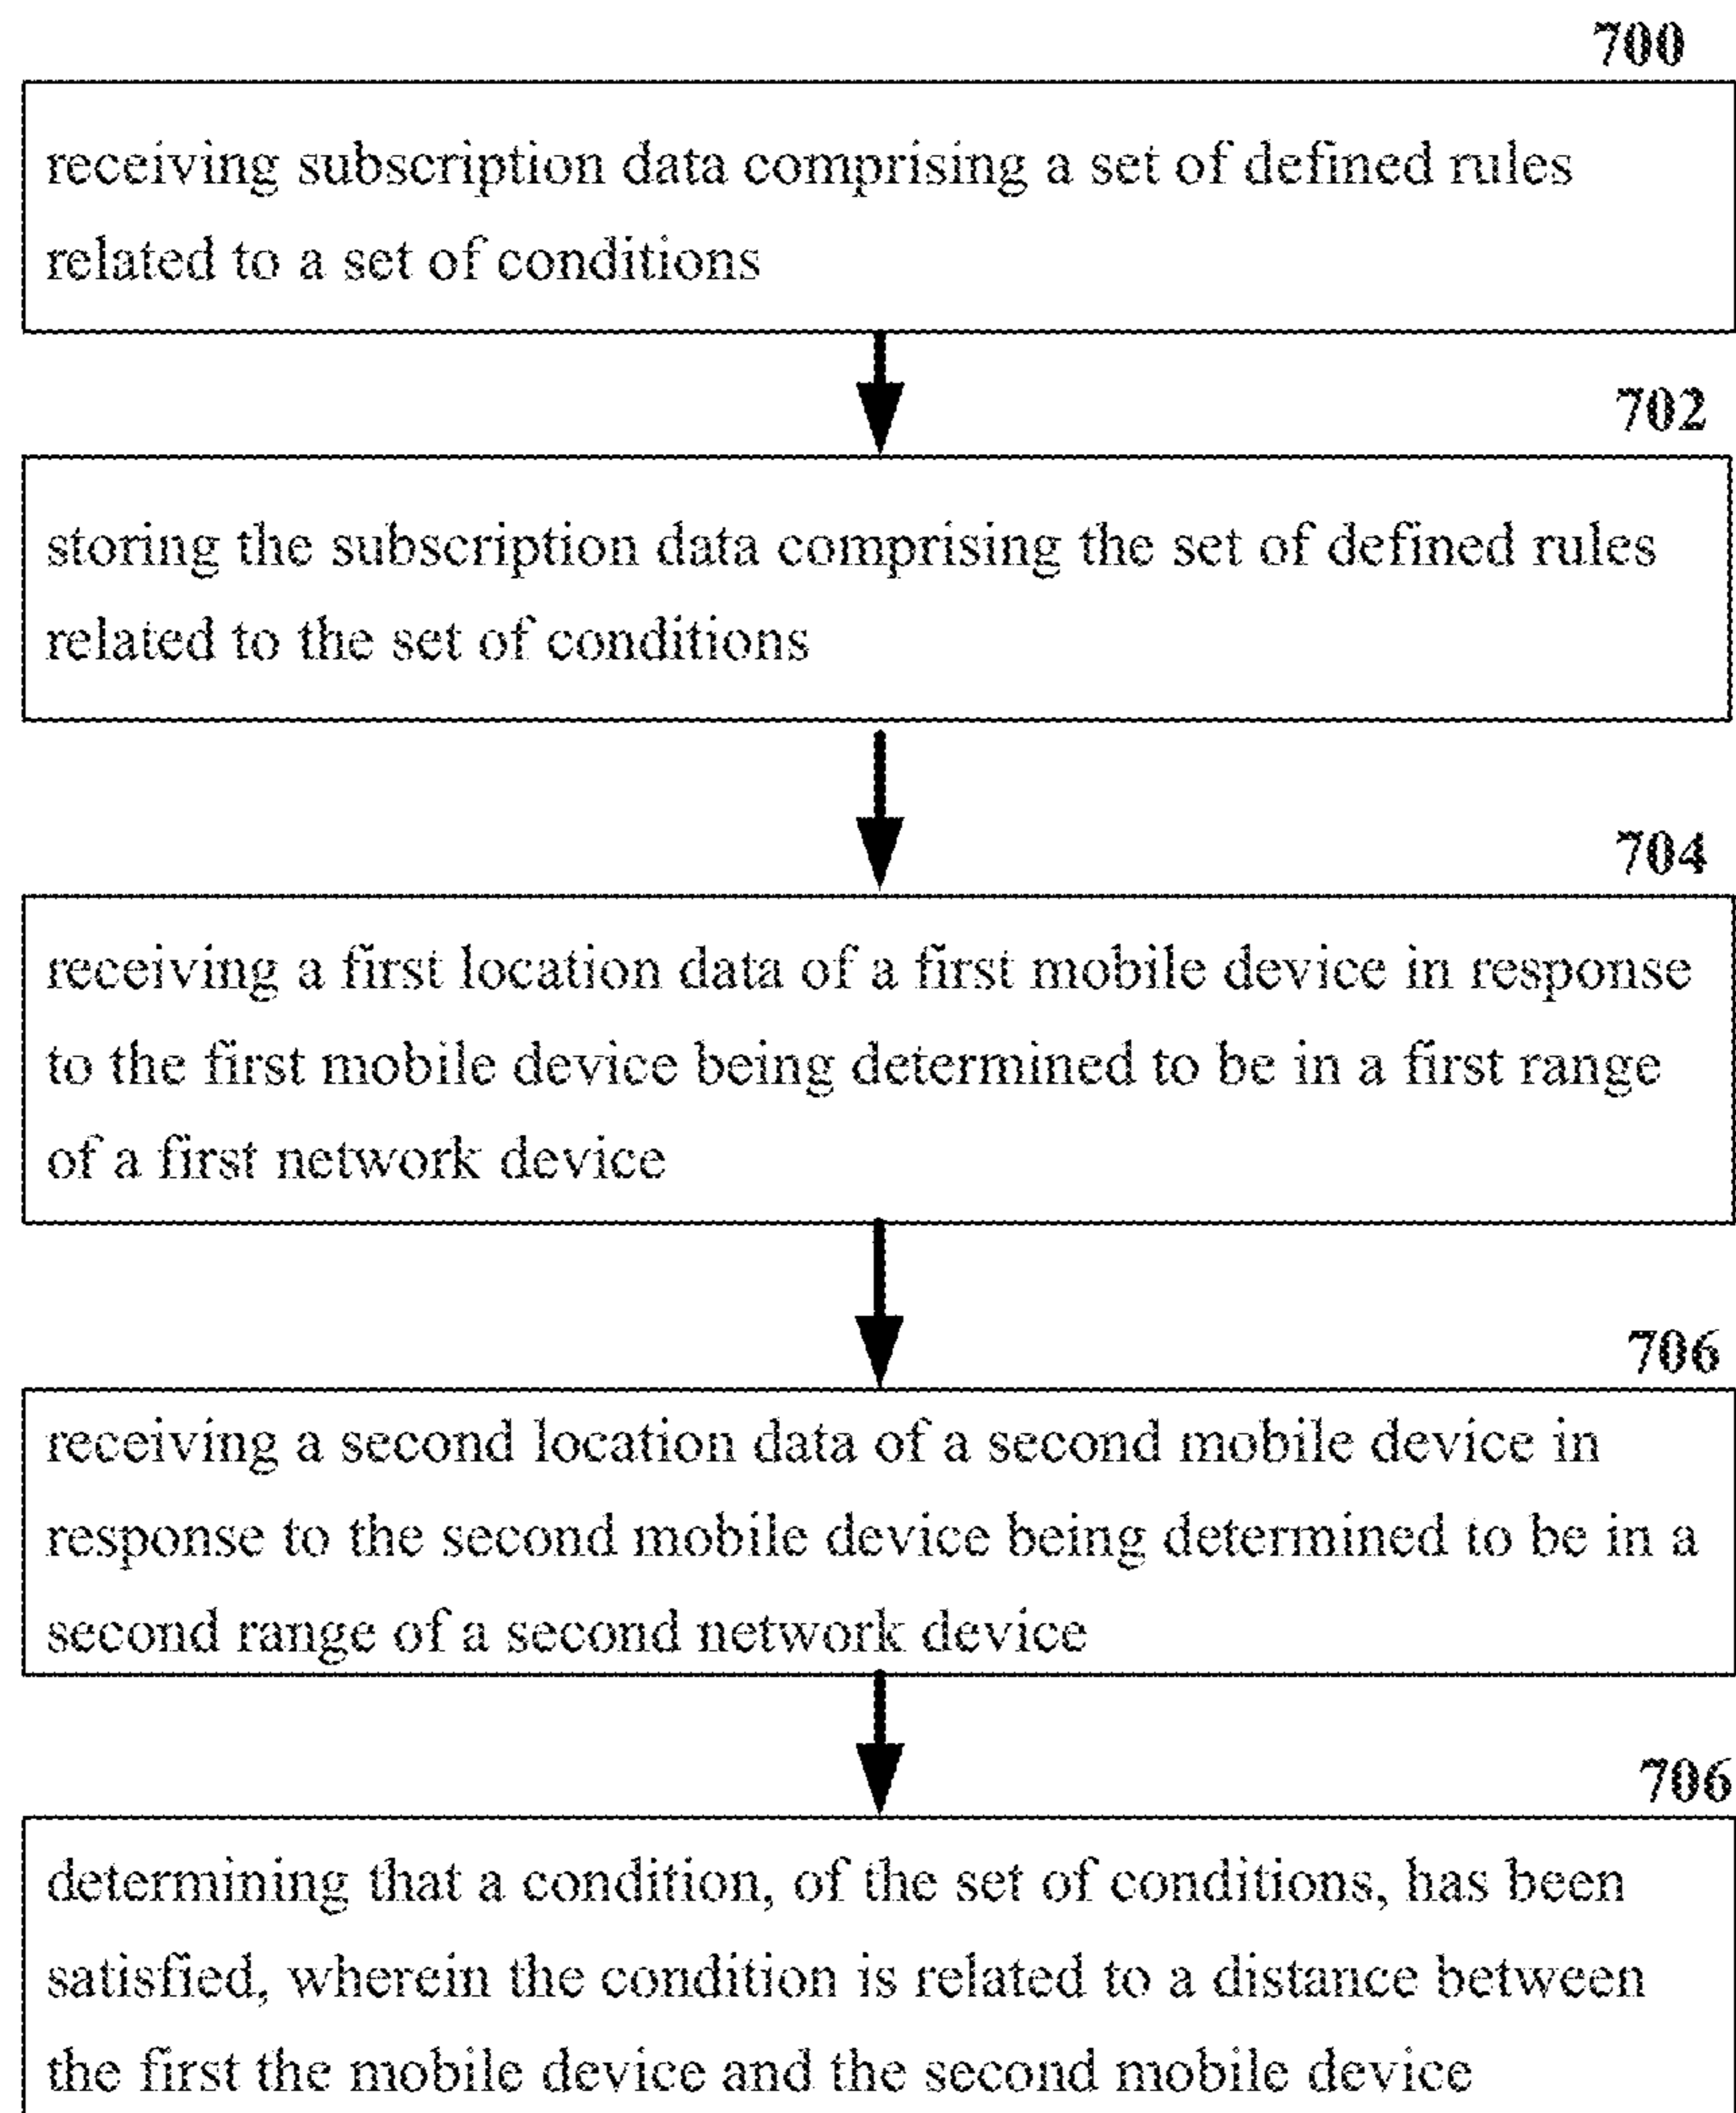 700
receiving subscription data comprising a set of defined rules
related to a set of conditions
702
storing the subscription data comprising the set of defined rules
related to the set of conditions
704
receiving a first location data of a first mobile device in response
to the first mobile device being determined to be in a first range
of a first network device
706
receiving a second location data of a second mobile device in
response to the second mobile device being determined to be in a
second range of a second network device
706
determining that a condition, of the set of conditions, has been
satisfied, wherein the condition is related to a distance between
the first the mobile device and the second mobile device